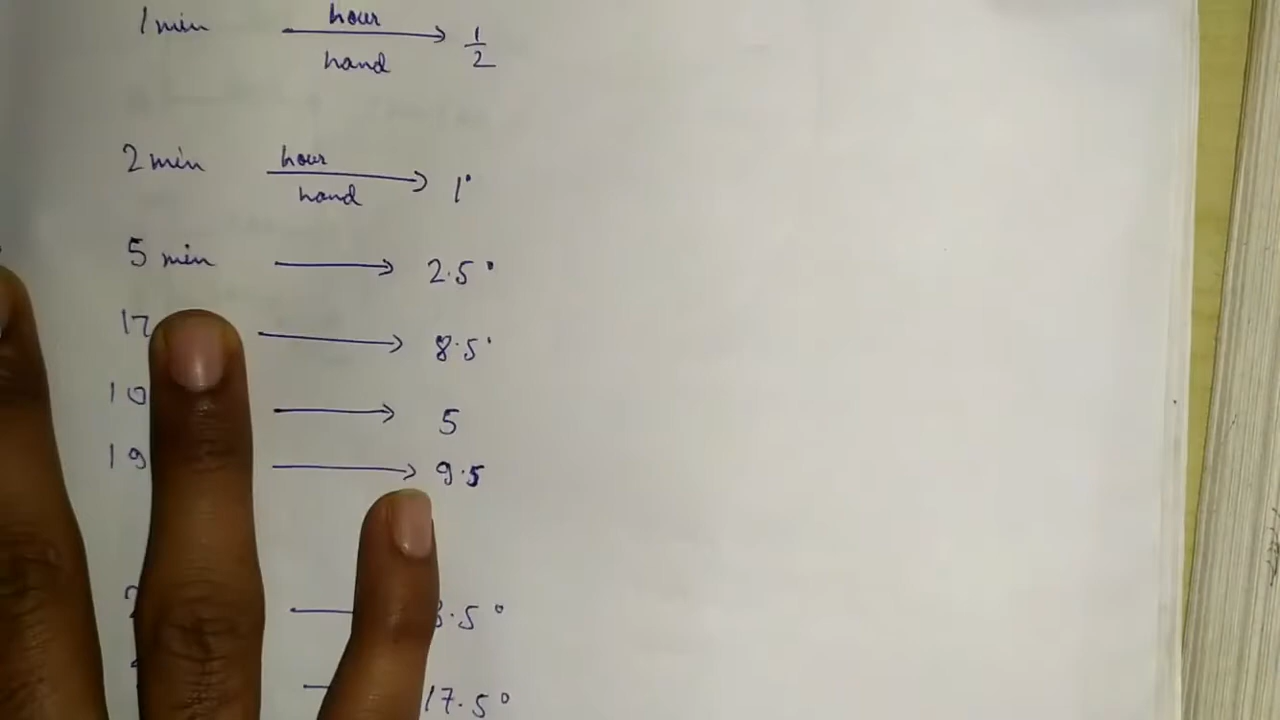 1 min hour hand → 1/2
2 min hour hand → 1°
5 min → 2.5°
17 → 8.5°
10 → 5
19 → 9.5
.5°
17.5°